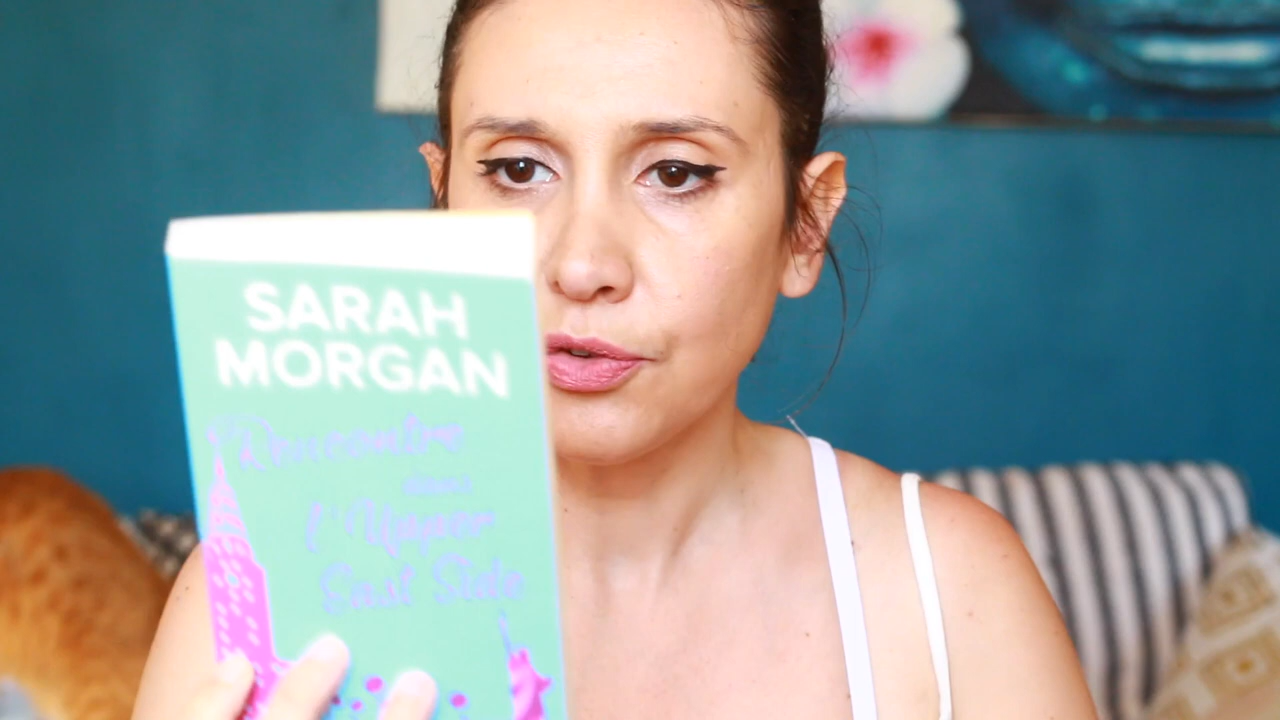 SARAH
MORGAN
Rencontre
dans
l'Upper
East Side